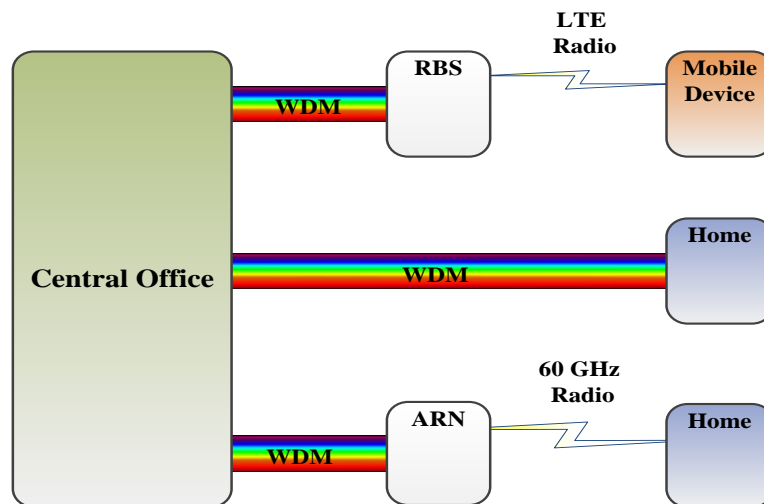 LTE
Radio
RBS
Mobile
Device
WDM
Home
Central Office
WDM
60 GHz
Radio
ARN
Home
WDM